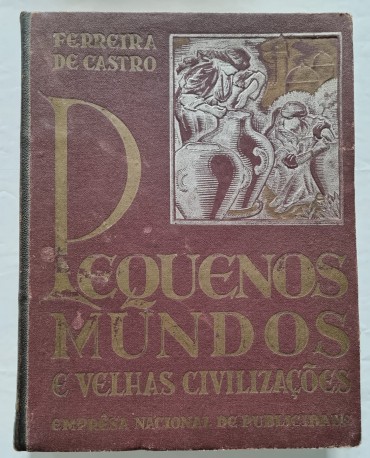 FERREIRA
DE CASTRO
PEQUENOS
MUNDOS
E VELHAS CIVILIZAÇÕES
EMPRÊSA NACIONAL DE PUBLICIDADE